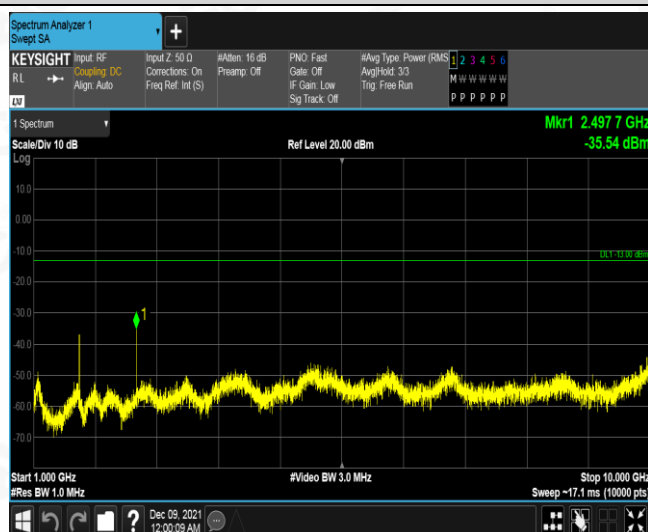 Spectrum Analyzer 1
Swept SA
KEYSIGHT
RL
LXI
Input: RF
Coupling: DC
Align: Auto
Input Z: 50 Ω
Corrections: On
Freq Ref: Int (S)
#Atten: 16 dB
Preamp: Off
PNO: Fast
Gate: Off
IF Gain: Low
Sig Track: Off
#Avg Type: Power (RMS
Avg|Hold: 3/3
Trig: Free Run
1 2 3 4 5 6
M W W W W W
P P P P P P
1 Spectrum
Mkr1 2.497 7 GHz
Scale/Div 10 dB
Ref Level 20.00 dBm
-35.54 dBm
Log
10.0
0.00
-10.0
DL1 -13.00 dBm
-20.0
-30.0
1
-40.0
-50.0
-60.0
-70.0
Start 1.000 GHz
#Video BW 3.0 MHz
Stop 10.000 GHz
#Res BW 1.0 MHz
Sweep ~17.1 ms (10000 pts)
?
Dec 09, 2021
12:00:09 AM